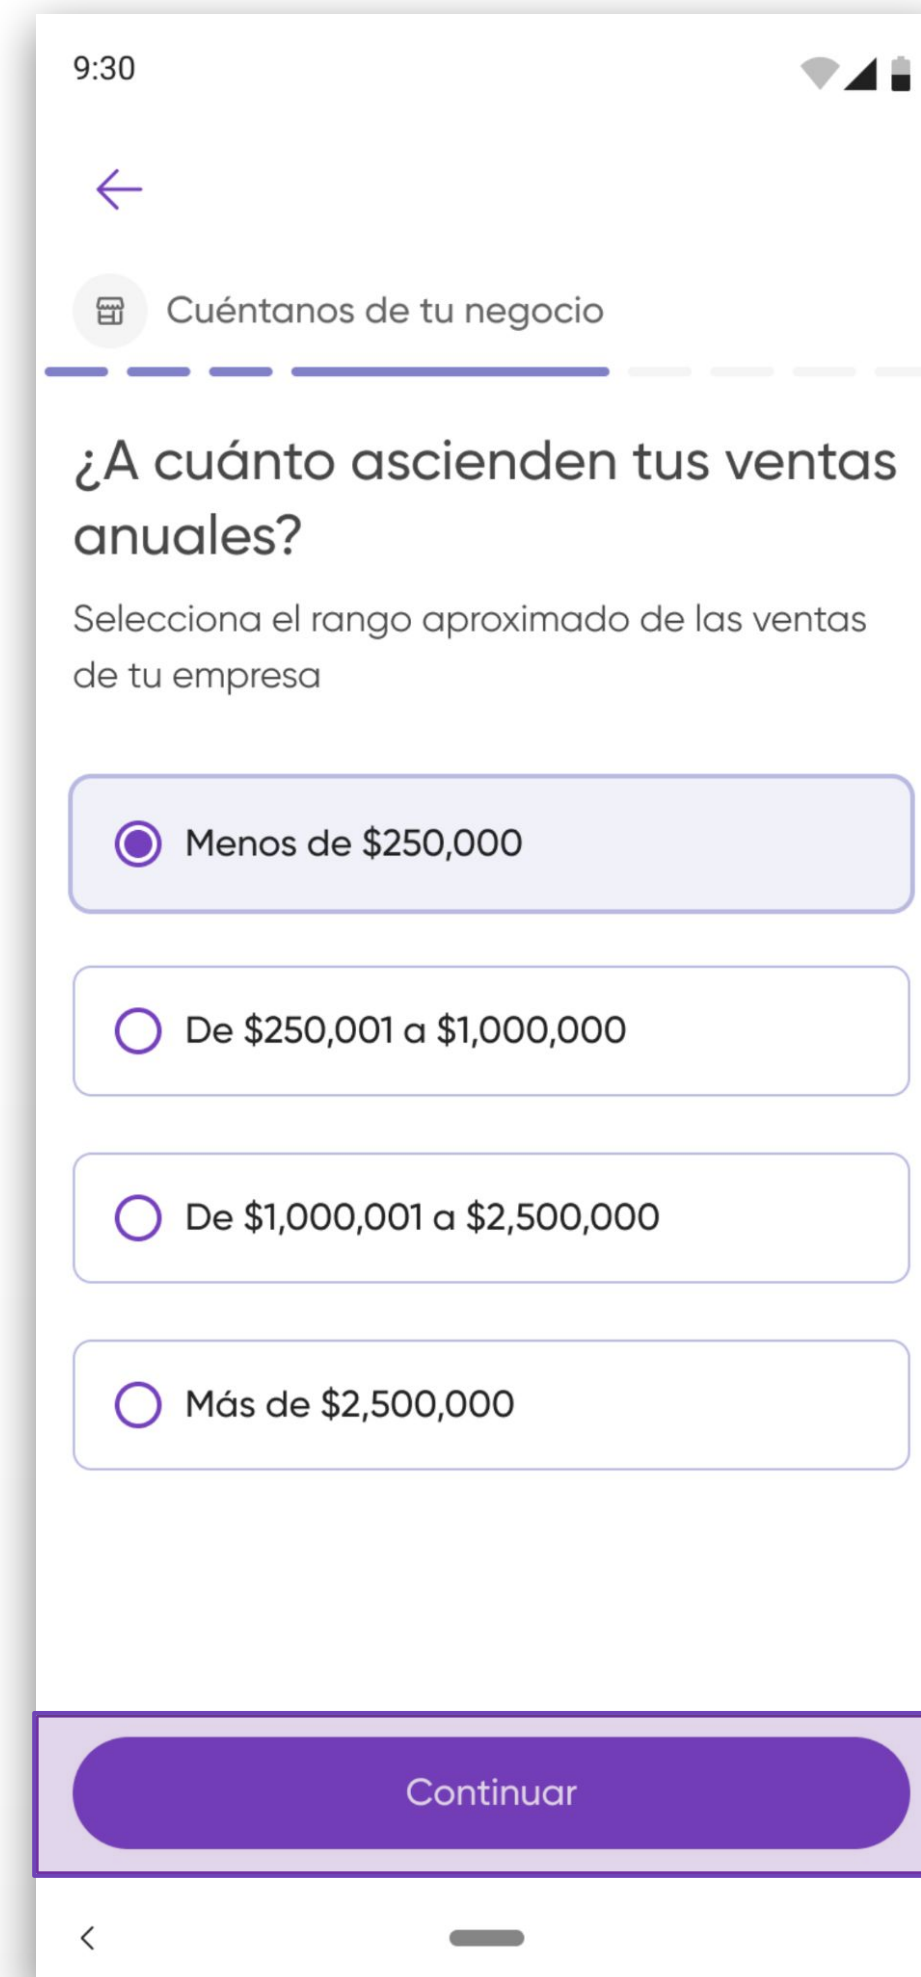 9:30
Cuéntanos de tu negocio
¿A cuánto ascienden tus ventas
anuales?
Selecciona el rango aproximado de las ventas
de tu empresa
Menos de $250,000
De $250,001 a $1,000,000
De $1,000,001 a $2,500,000
Más de $2,500,000
Continuar